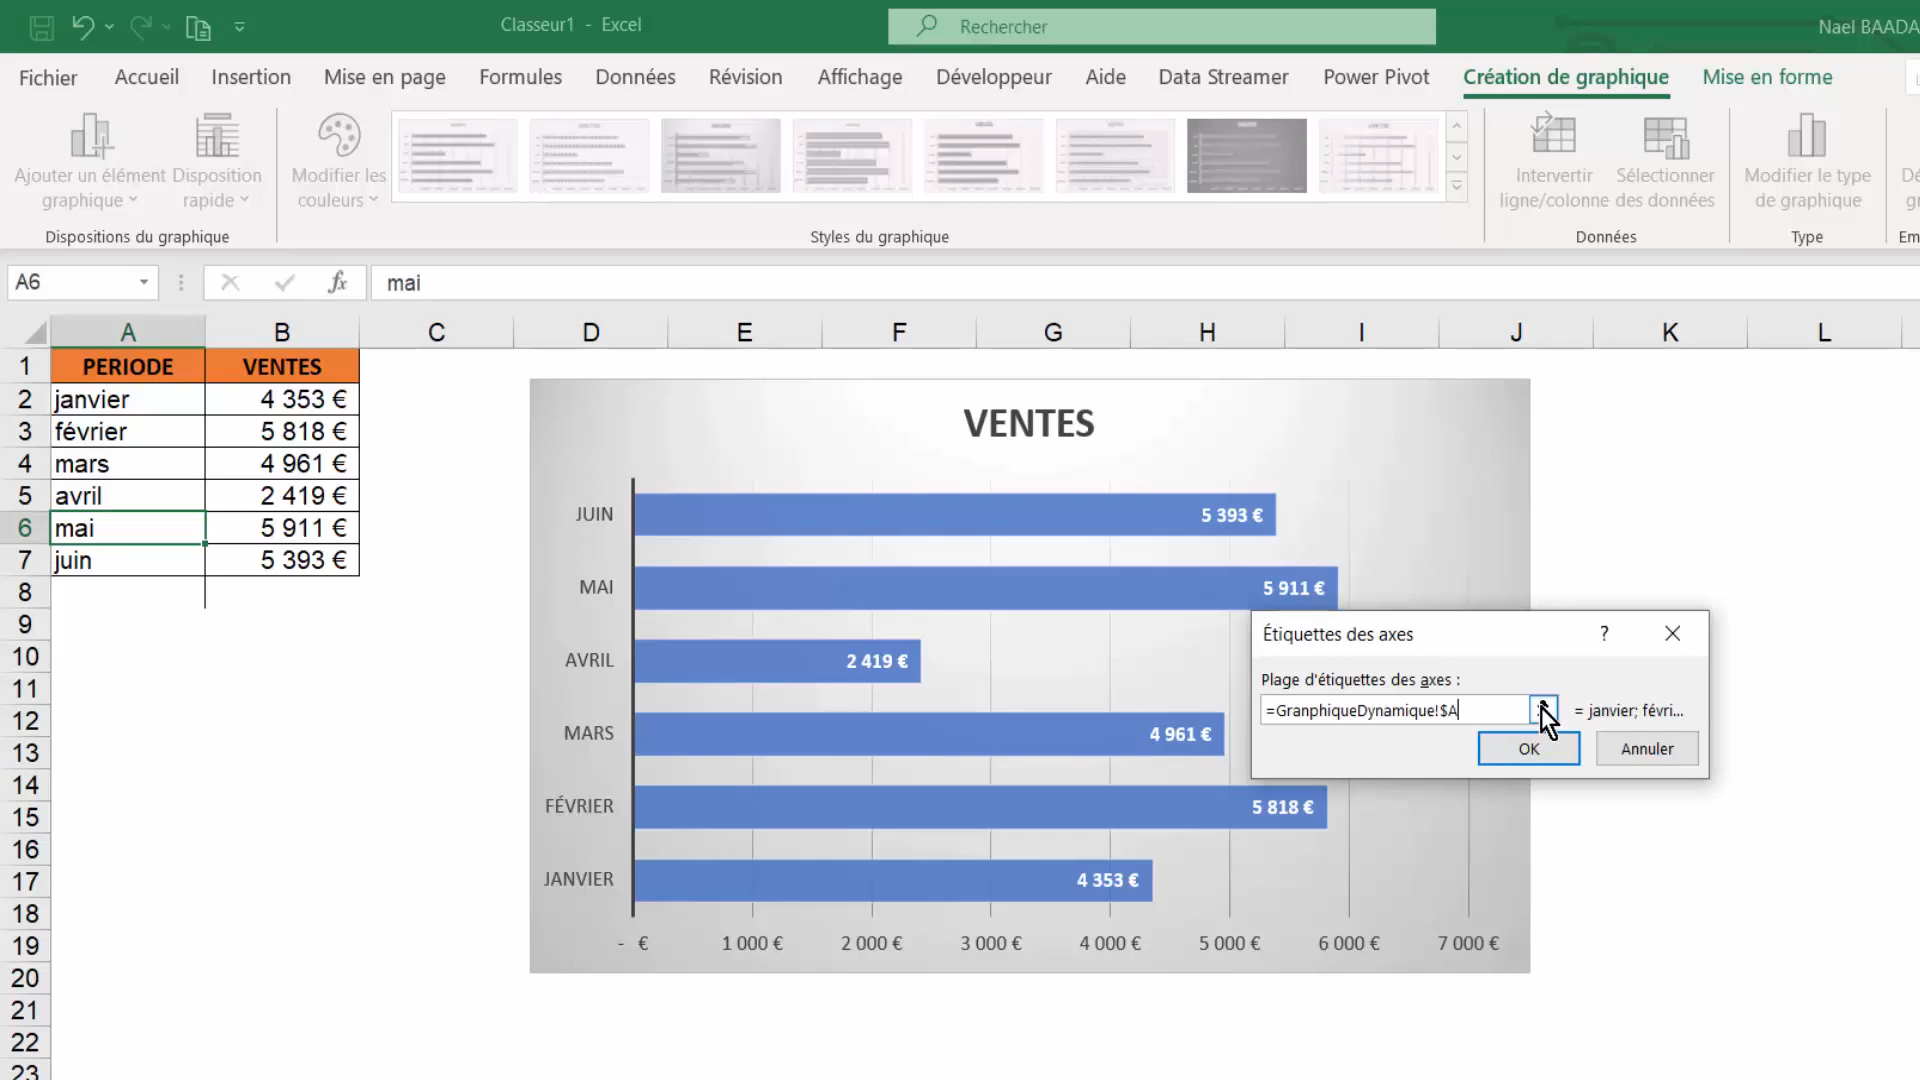 Classeur1 - Excel
Rechercher
Nael BAADA
Fichier Accueil Insertion Mise en page Formules Données Révision Affichage Développeur Aide Data Streamer Power Pivot Création de graphique Mise en forme
Ajouter un élément graphique
Disposition rapide
Modifier les couleurs
Intervertir ligne/colonne
Sélectionner des données
Modifier le type de graphique
Dispositions du graphique
Styles du graphique
Données
Type
A6
fx
mai
A B C D E F G H I J K L
1 PERIODE VENTES
2 janvier 4 353 €
3 février 5 818 €
4 mars 4 961 €
5 avril 2 419 €
6 mai 5 911 €
7 juin 5 393 €
8
9
10
11
12
13
14
15
16
17
18
19
20
21
22
23
VENTES
JUIN 5 393 €
MAI 5 911 €
AVRIL 2 419 €
MARS 4 961 €
FÉVRIER 5 818 €
JANVIER 4 353 €
- € 1 000 € 2 000 € 3 000 € 4 000 € 5 000 € 6 000 € 7 000 €
Étiquettes des axes ?
Plage d'étiquettes des axes :
=GranphiqueDynamique!$A = janvier; févri...
OK Annuler